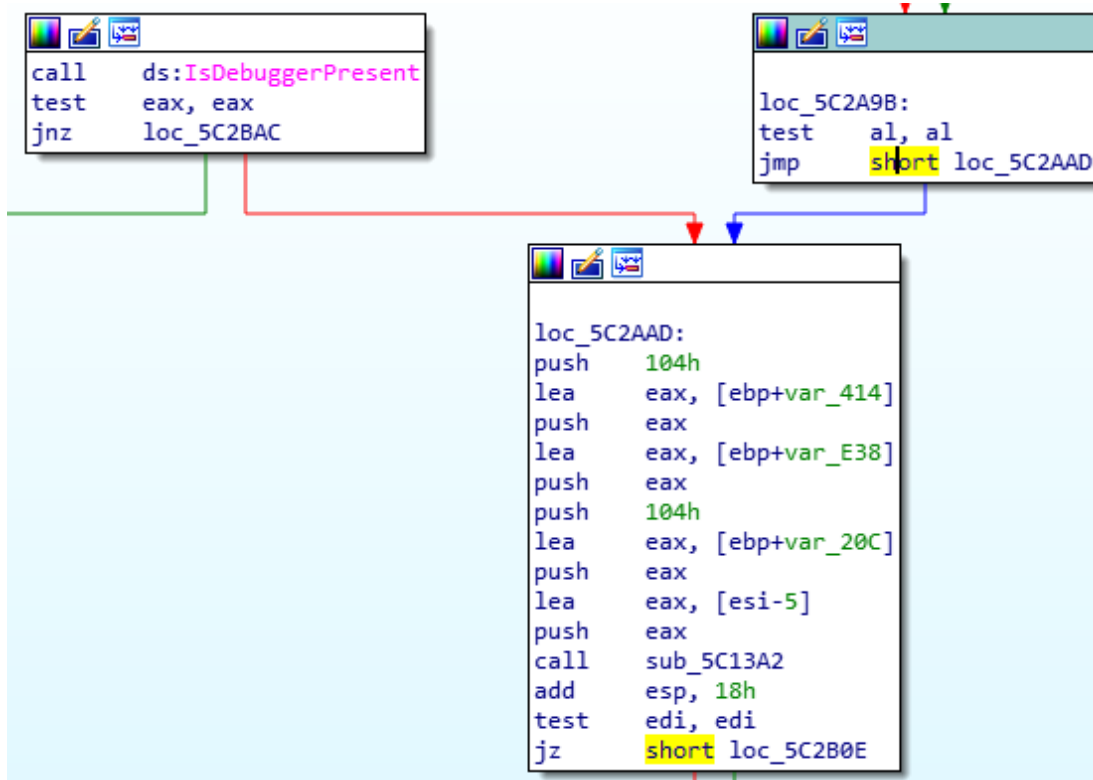 call ds:IsDebuggerPresent
test eax, eax
jnz loc_5C2BAC
loc_5C2A9B:
test al, al
jmp short loc_5C2AAD
loc_5C2AAD:
push 104h
lea eax, [ebp+var_414]
push eax
lea eax, [ebp+var_E38]
push eax
push 104h
lea eax, [ebp+var_20C]
push eax
lea eax, [esi-5]
push eax
call sub_5C13A2
add esp, 18h
test edi, edi
jz short loc_5C2B0E